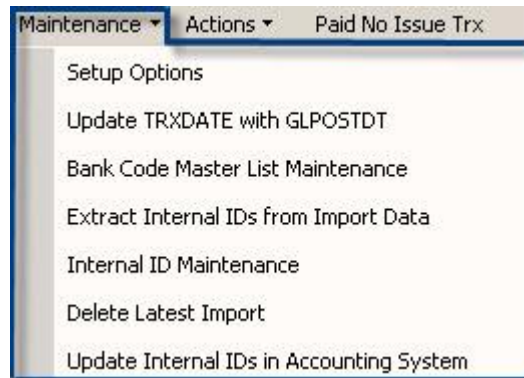 Maintenance Actions Paid No Issue Trx
Setup Options
Update TRXDATE with GLPOSTDT
Bank Code Master List Maintenance
Extract Internal IDs from Import Data
Internal ID Maintenance
Delete Latest Import
Update Internal IDs in Accounting System